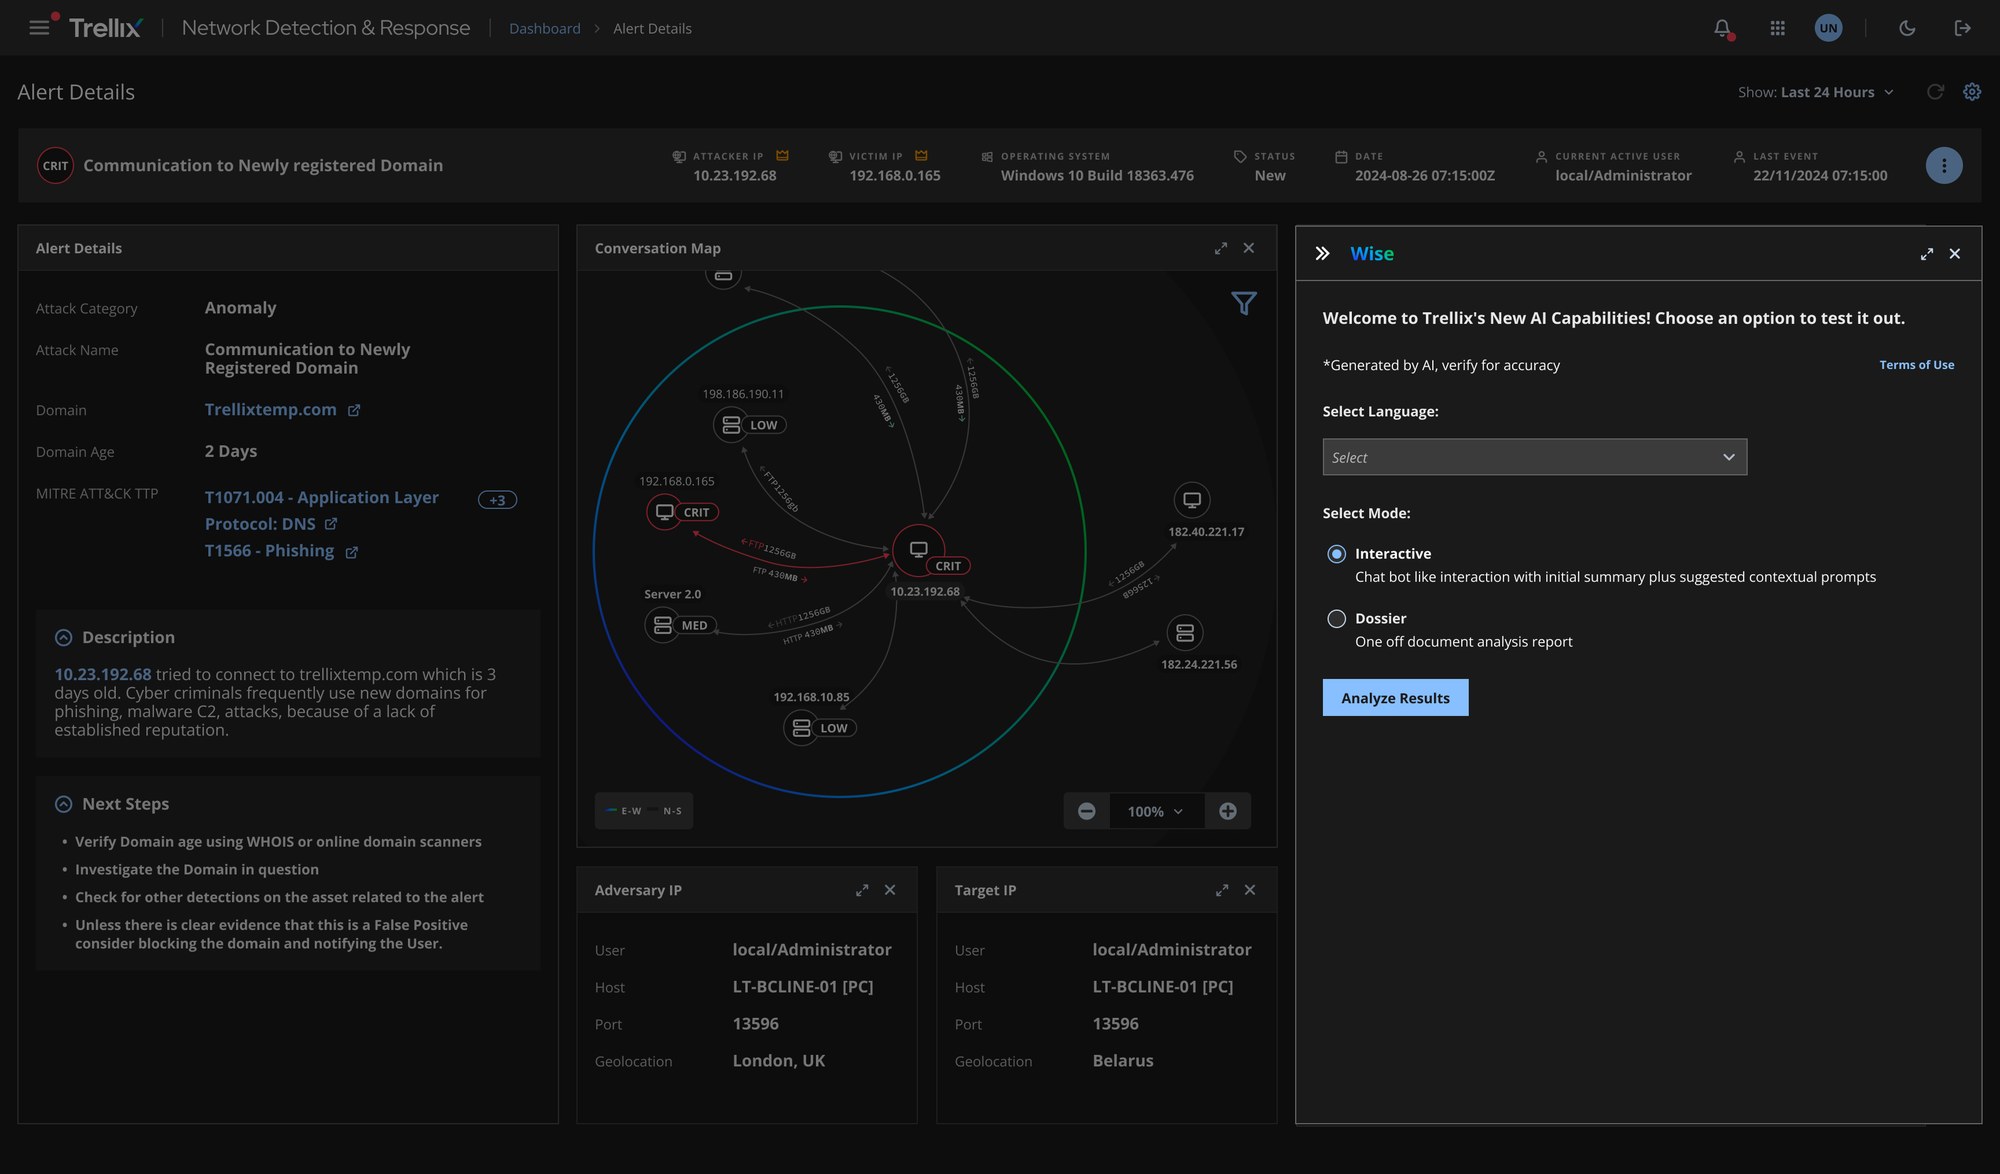 Trellix
Network Detection & Response
Dashboard > Alert Details
UN
Alert Details
Show: Last 24 Hours
CRIT
Communication to Newly registered Domain
ATTACKER IP
10.23.192.68
VICTIM IP
192.168.0.165
OPERATING SYSTEM
Windows 10 Build 18363.476
STATUS
New
DATE
2024-08-26 07:15:00Z
CURRENT ACTIVE USER
local/Administrator
LAST EVENT
22/11/2024 07:15:00
Alert Details
Attack Category
Anomaly
Attack Name
Communication to Newly
Registered Domain
Domain
Trellixtemp.com
Domain Age
2 Days
MITRE ATT&CK TTP
T1071.004 - Application Layer
Protocol: DNS
+3
T1566 - Phishing
Description
10.23.192.68 tried to connect to trellixtemp.com which is 3
days old. Cyber criminals frequently use new domains for
phishing, malware C2, attacks, because of a lack of
established reputation.
Next Steps
• Verify Domain age using WHOIS or online domain scanners
• Investigate the Domain in question
• Check for other detections on the asset related to the alert
• Unless there is clear evidence that this is a False Positive
consider blocking the domain and notifying the User.
Conversation Map
←1256GB
430MB→
←1256GB
430MB→
198.186.190.11
LOW
←FTP1256gb
192.168.0.165
CRIT
←FTP1256GB
FTP 430MB→
CRIT
10.23.192.68
182.40.221.17
←1256GB
1256GB→
Server 2.0
MED
←HTTP1256GB
HTTP 430MB→
182.24.221.56
192.168.10.85
LOW
E-W
N-S
100%
Adversary IP
User
local/Administrator
Host
LT-BCLINE-01 [PC]
Port
13596
Geolocation
London, UK
Target IP
User
local/Administrator
Host
LT-BCLINE-01 [PC]
Port
13596
Geolocation
Belarus
Wise
Welcome to Trellix's New AI Capabilities! Choose an option to test it out.
*Generated by AI, verify for accuracy
Terms of Use
Select Language:
Select
Select Mode:
Interactive
Chat bot like interaction with initial summary plus suggested contextual prompts
Dossier
One off document analysis report
Analyze Results